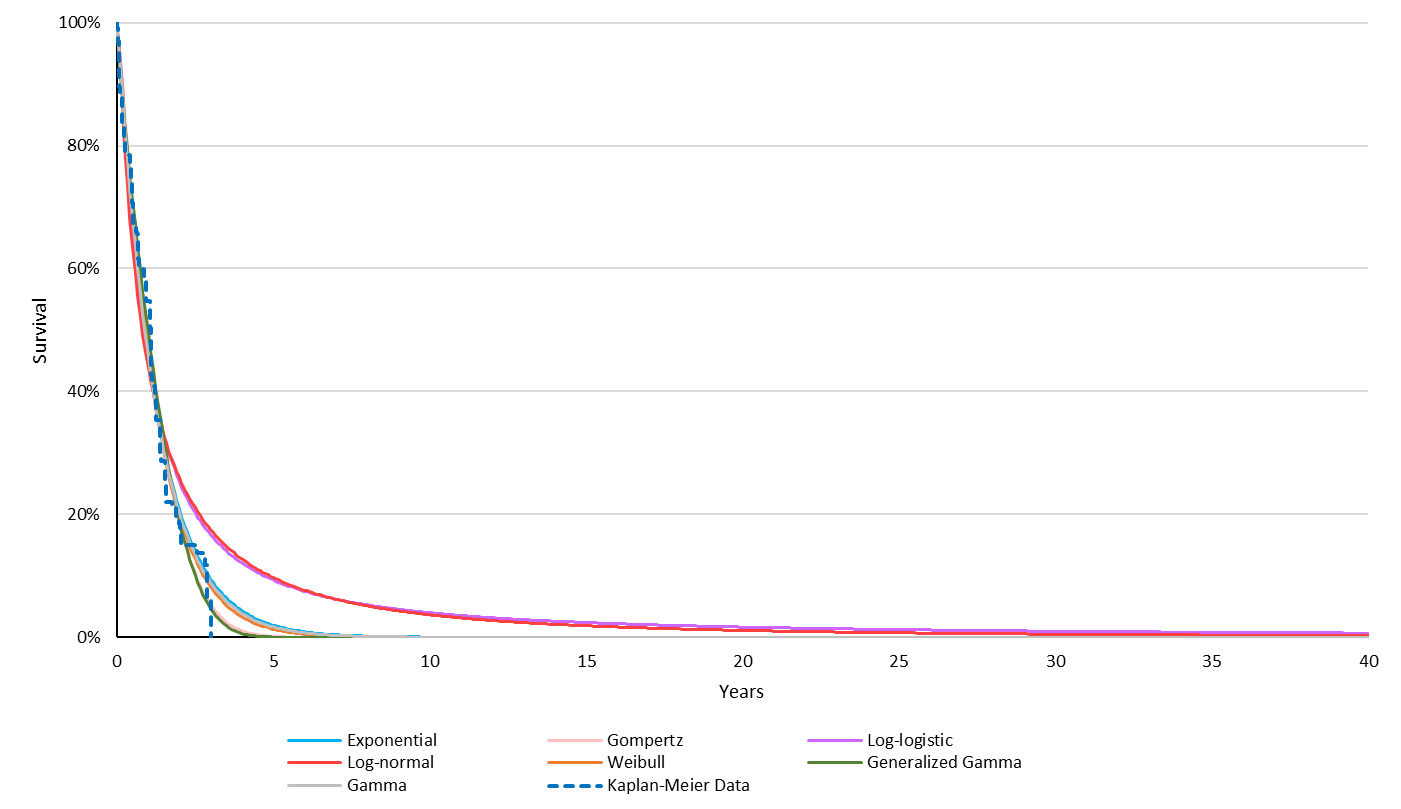 100%
80%
60%
40%
20%
0%
Survival
0 5 10 15 20 25 30 35 40
Years
Exponential Gompertz Log-logistic
Log-normal Weibull Generalized Gamma
Gamma Kaplan-Meier Data